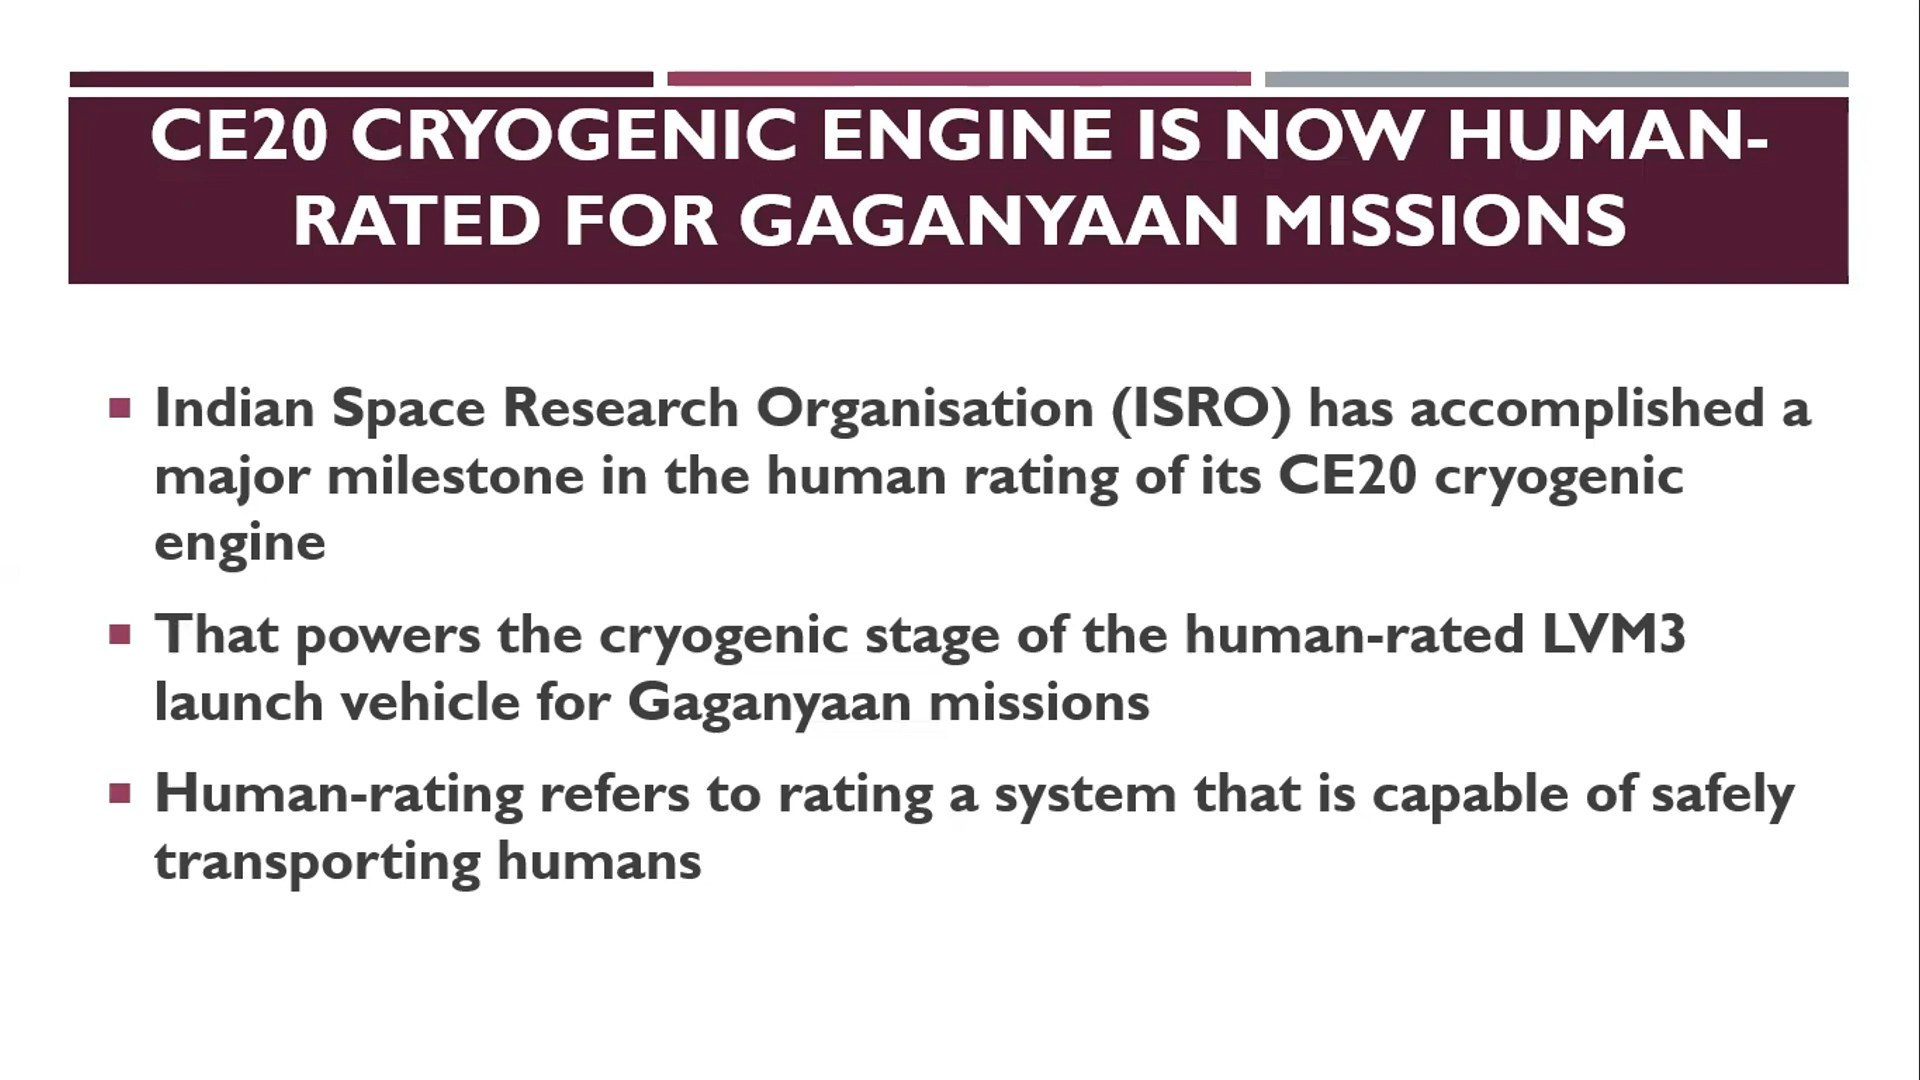 CE20 CRYOGENIC ENGINE IS NOW HUMAN-
RATED FOR GAGANYAAN MISSIONS
Indian Space Research Organisation (ISRO) has accomplished a
major milestone in the human rating of its CE20 cryogenic
engine
That powers the cryogenic stage of the human-rated LVM3
launch vehicle for Gaganyaan missions
Human-rating refers to rating a system that is capable of safely
transporting humans